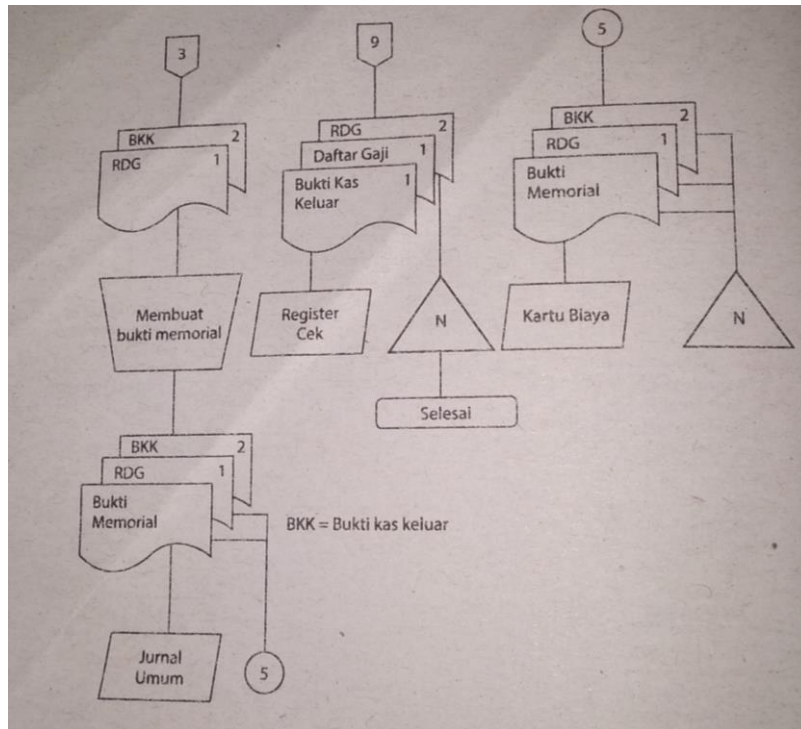 3
BKK 2
RDG 1
Membuat
bukti memorial
BKK 2
RDG 1
Bukti
Memorial
Jurnal
Umum
5
BKK = Bukti kas keluar
9
RDG 2
Daftar Gaji 1
Bukti Kas 1
Keluar
Register
Cek
N
Selesai
5
BKK 2
RDG 1
Bukti
Memorial
Kartu Biaya
N